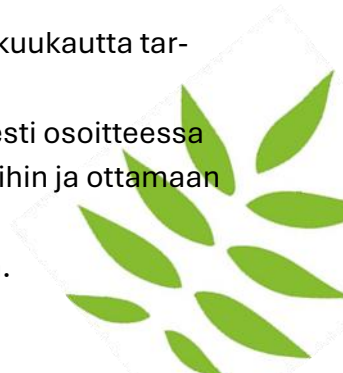 kuukautta tar-
esti osoitteessa
ihin ja ottamaan
.